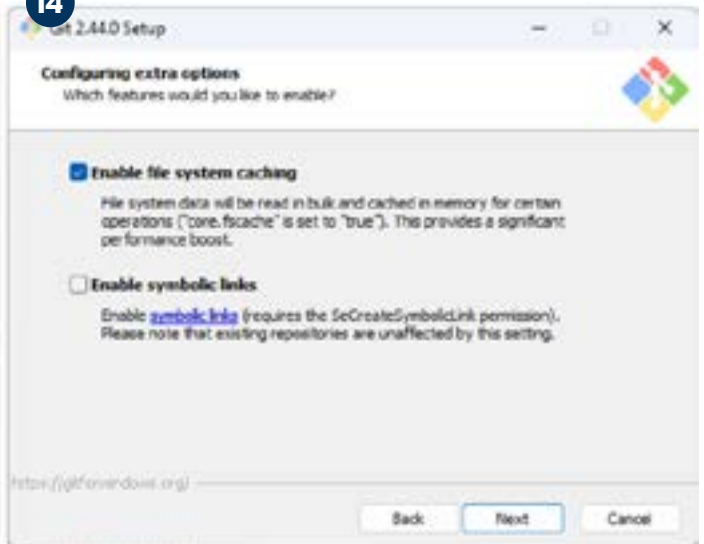 14
Git 2.44.0 Setup
Configuring extra options
Which features would you like to enable?
Enable file system caching
File system data will be read in bulk and cached in memory for certain
operations ("core.fscache" is set to "true"). This provides a significant
performance boost.
Enable symbolic links
Enable symbolic links (requires the SeCreateSymbolicLink permission).
Please note that existing repositories are unaffected by this setting.
https://gitforwindows.org/
Back Next Cancel